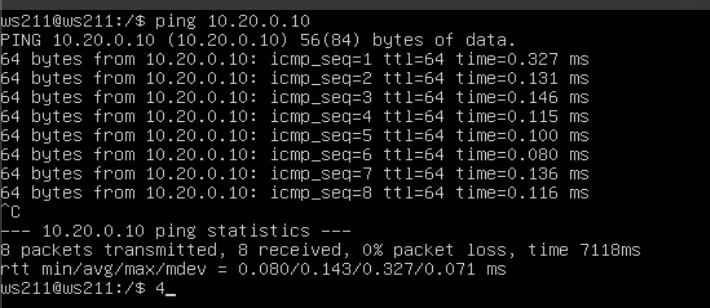 ws211@ws211:/$ ping 10.20.0.10
PING 10.20.0.10 (10.20.0.10) 56(84) bytes of data.
64 bytes from 10.20.0.10: icmp_seq=1 ttl=64 time=0.327 ms
64 bytes from 10.20.0.10: icmp_seq=2 ttl=64 time=0.131 ms
64 bytes from 10.20.0.10: icmp_seq=3 ttl=64 time=0.146 ms
64 bytes from 10.20.0.10: icmp_seq=4 ttl=64 time=0.115 ms
64 bytes from 10.20.0.10: icmp_seq=5 ttl=64 time=0.100 ms
64 bytes from 10.20.0.10: icmp_seq=6 ttl=64 time=0.080 ms
64 bytes from 10.20.0.10: icmp_seq=7 ttl=64 time=0.136 ms
64 bytes from 10.20.0.10: icmp_seq=8 ttl=64 time=0.116 ms
^C
--- 10.20.0.10 ping statistics ---
8 packets transmitted, 8 received, 0% packet loss, time 7118ms
rtt min/avg/max/mdev = 0.080/0.143/0.327/0.071 ms
ws211@ws211:/$ 4_